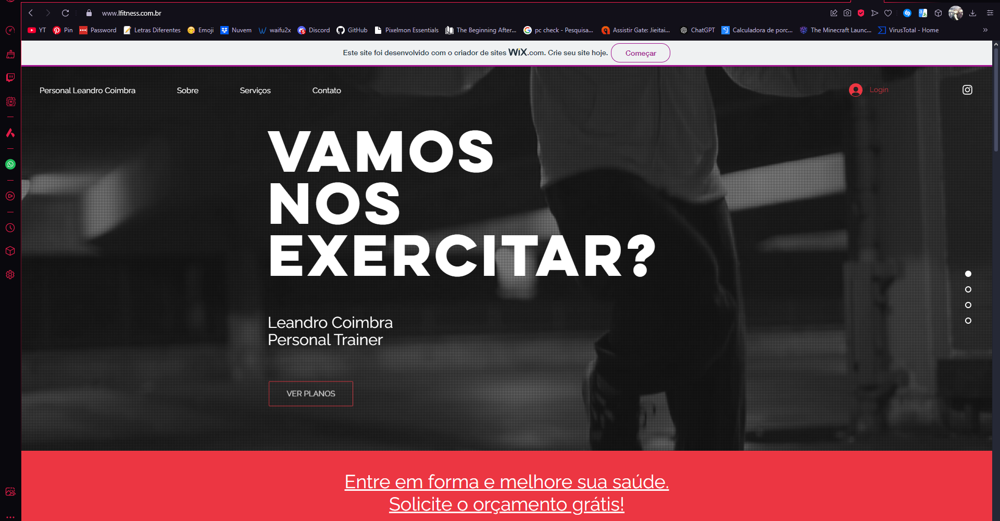 www.lfitness.com.br
YT Pin Password Letras Diferentes Emoji Nuvem waifu2x Discord GitHub Pixelmon Essentials The Beginning After... pc check - Pesquisa... Assistir Gate: Jieitai... ChatGPT Calculadora de porc... The Minecraft Launc... VirusTotal - Home
Este site foi desenvolvido com o criador de sites WiX.com. Crie seu site hoje. Começar
Personal Leandro Coimbra Sobre Serviços Contato Login
VAMOS
NOS
EXERCITAR?
Leandro Coimbra
Personal Trainer
VER PLANOS
Entre em forma e melhore sua saúde.
Solicite o orçamento grátis!